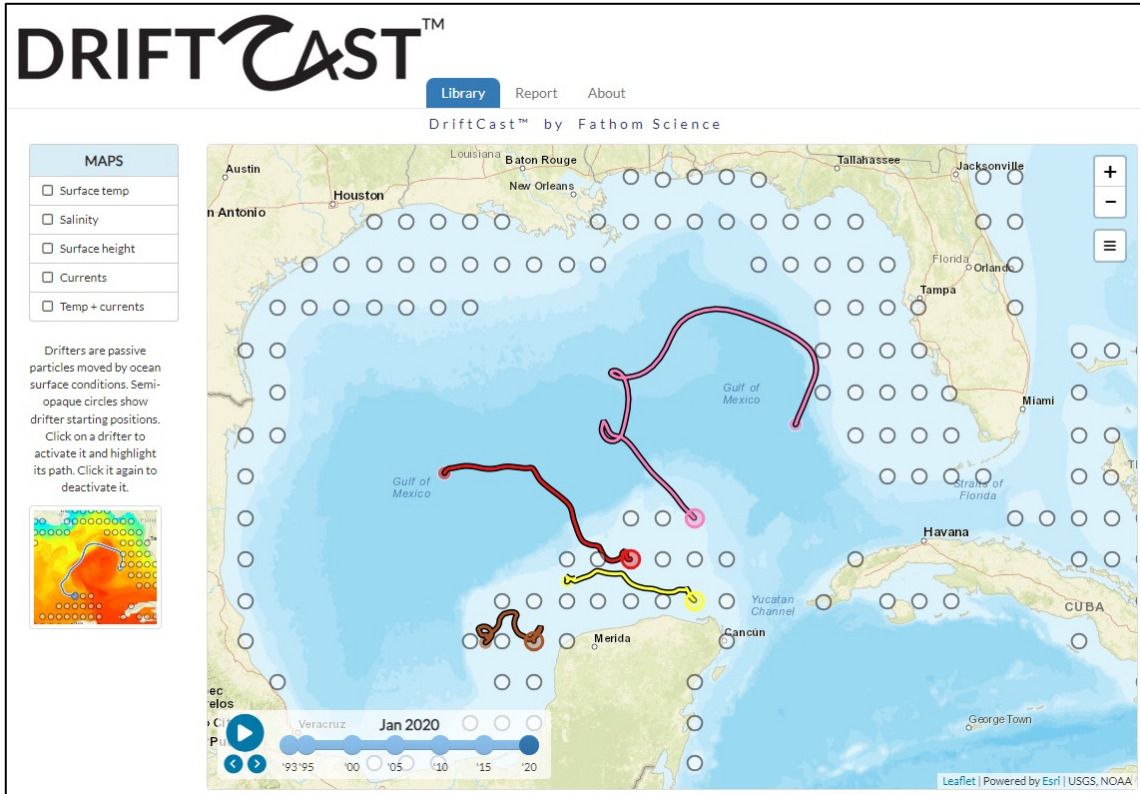 DRIFTCAST™
Library Report About
DriftCast™ by Fathom Science
MAPS
Surface temp
Salinity
Surface height
Currents
Temp + currents
Drifters are passive
particles moved by ocean
surface conditions. Semi-
opaque circles show
drifter starting positions.
Click on a drifter to
activate it and highlight
its path. Click it again to
deactivate it.
Austin
Louisiana
Baton Rouge
Tallahassee
Jacksonville
New Orleans
Houston
n Antonio
+
−
≡
Florida
Orlando
Tampa
Gulf of
Mexico
Miami
Gulf of
Mexico
Straits of
Florida
Havana
Yucatan
Channel
CUBA
Merida
Cancún
ec
relos
Veracruz
George Town
Jan 2020
'93 '95 '00 '05 '10 '15 '20
Leaflet | Powered by Esri | USGS, NOAA